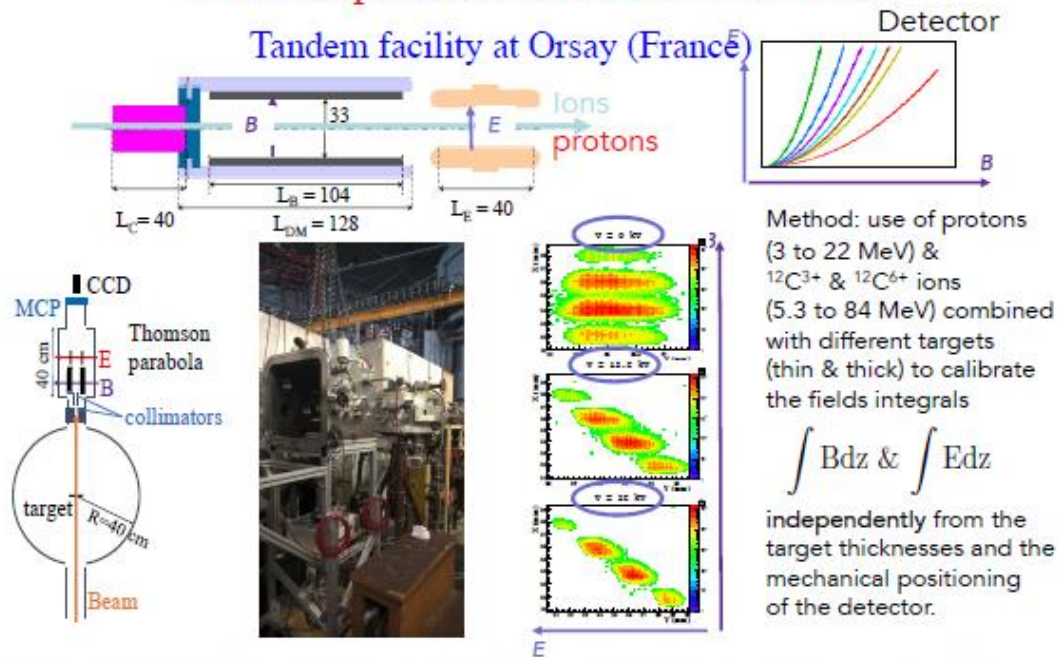 Tandem facility at Orsay (France)
Detector
E
B
B
33
E
Ions
protons
L_B = 104
L_C= 40
L_DM = 128
L_E = 40
CCD
MCP
Thomson
parabola
40 cm
E
B
collimators
target
R=40 cm
Beam
B
E
Method: use of protons
(3 to 22 MeV) &
¹²C³⁺ & ¹²C⁶⁺ ions
(5.3 to 84 MeV) combined
with different targets
(thin & thick) to calibrate
the fields integrals
∫ Bdz & ∫ Edz
independently from the
target thicknesses and the
mechanical positioning
of the detector.